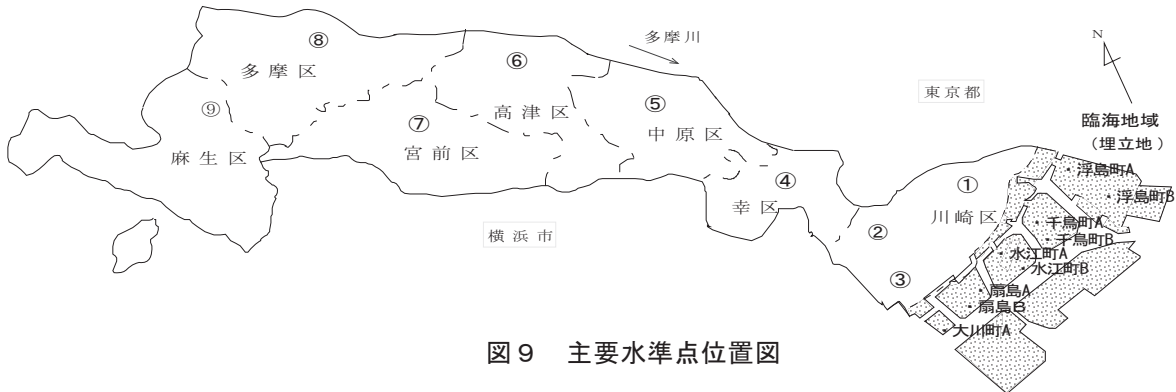 ⑧
多摩区
⑨
麻生区
⑥
高津区
⑦
宮前区
⑤
中原区
④
幸区
多摩川
東京都
横浜市
N
臨海地域
(埋立地)
①
川崎区
②
③
浮島町A
浮島町B
千鳥町A
千鳥町B
水江町A
水江町B
扇島A
扇島B
大川町A
図9 主要水準点位置図